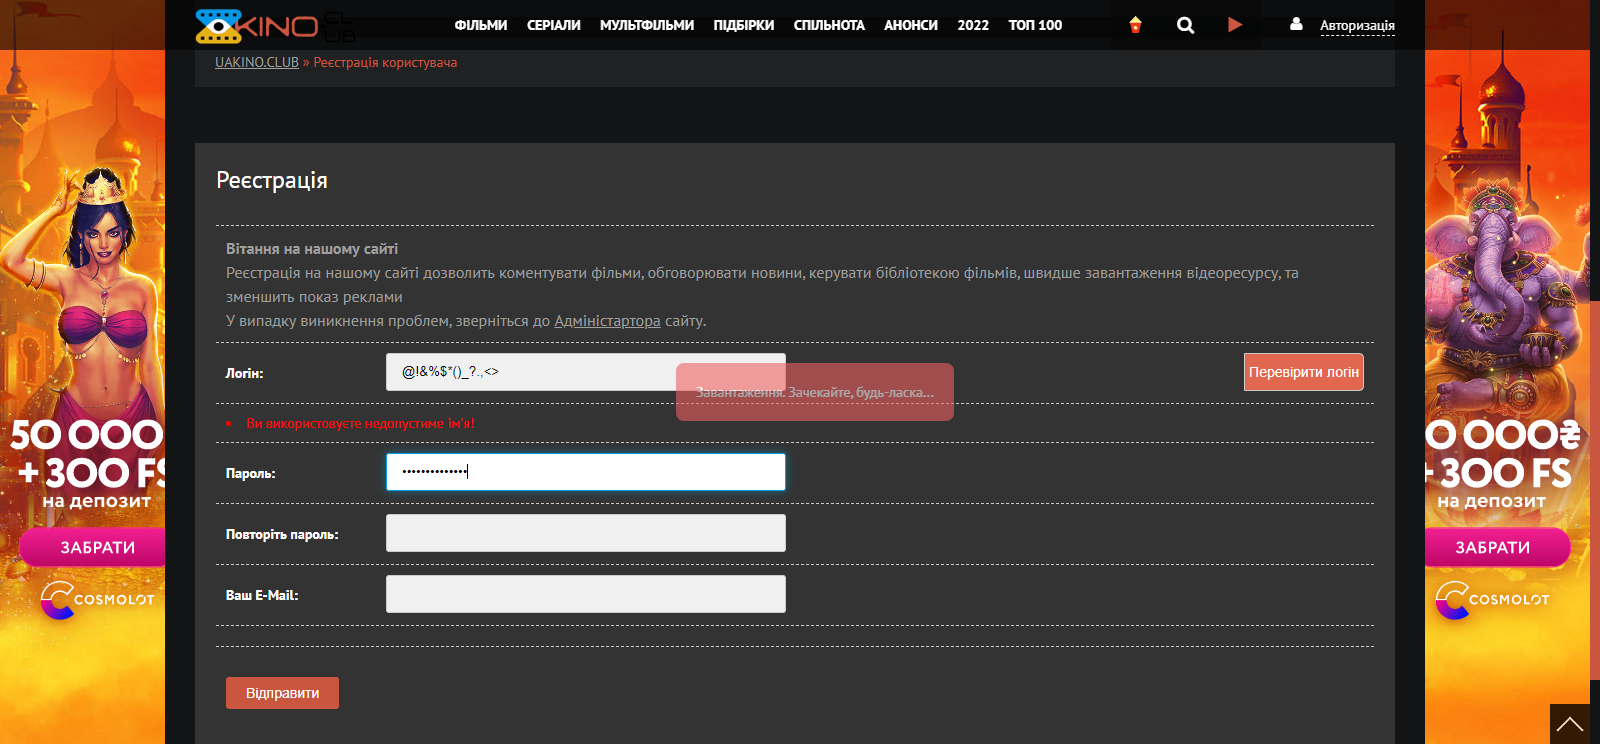 KINO CLUB
ФІЛЬМИ СЕРІАЛИ МУЛЬТФІЛЬМИ ПІДБІРКИ СПІЛЬНОТА АНОНСИ 2022 ТОП 100
Авторизація
UAKINO.CLUB » Реєстрація користувача
Реєстрація
Вітання на нашому сайті
Реєстрація на нашому сайті дозволить коментувати фільми, обговорювати новини, керувати бібліотекою фільмів, швидше завантаження відеоресурсу, та
зменшить показ реклами
У випадку виникнення проблем, зверніться до Адміністартора сайту.
Логін: @!&%$*()_?.,<> Перевірити логін
Завантаження. Зачекайте, будь-ласка...
• Ви використовуєте недопустиме ім'я!
Пароль: ••••••••••••••
Повторіть пароль:
Ваш E-Mail:
Відправити
50 000
+ 300 FS
на депозит
ЗАБРАТИ
COSMOLOT
0 000₴
+ 300 FS
на депозит
ЗАБРАТИ
COSMOLOT